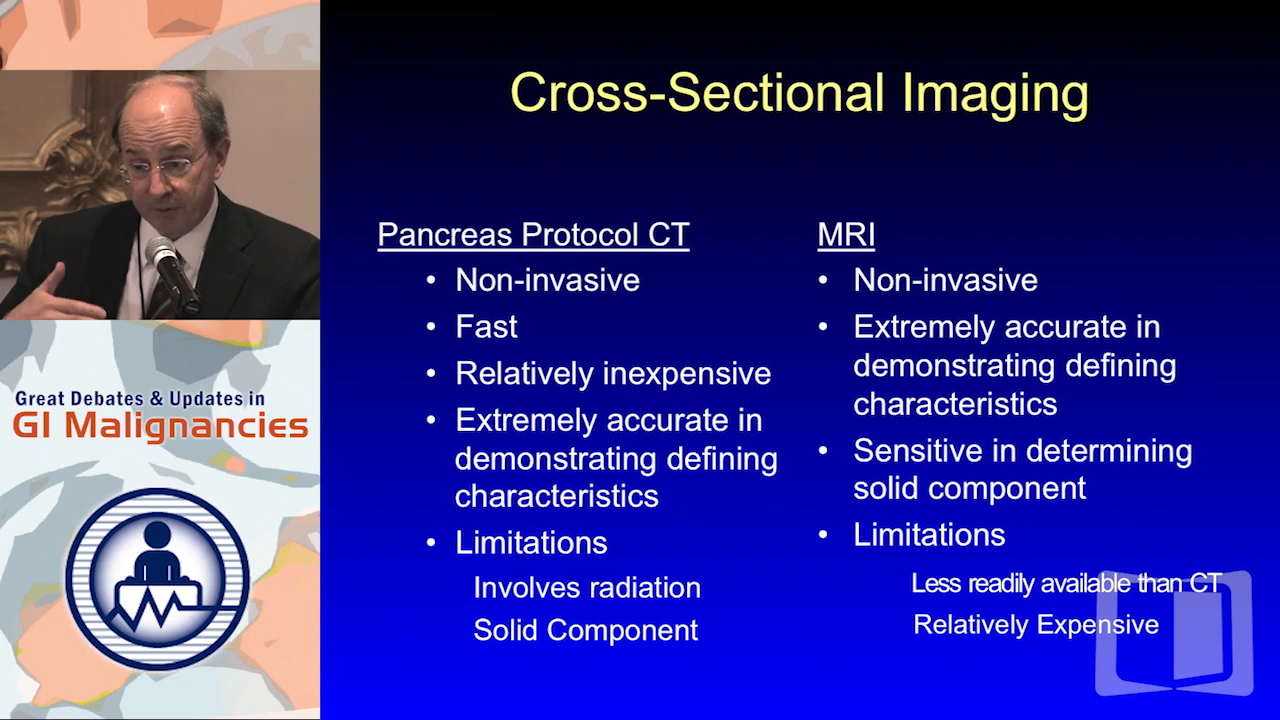 Cross-Sectional Imaging
Pancreas Protocol CT
• Non-invasive
• Fast
• Relatively inexpensive
• Extremely accurate in
demonstrating defining
characteristics
• Limitations
Involves radiation
Solid Component
MRI
• Non-invasive
• Extremely accurate in
demonstrating defining
characteristics
• Sensitive in determining
solid component
• Limitations
Less readily available than CT
Relatively Expensive
Great Debates & Updates in
GI Malignancies